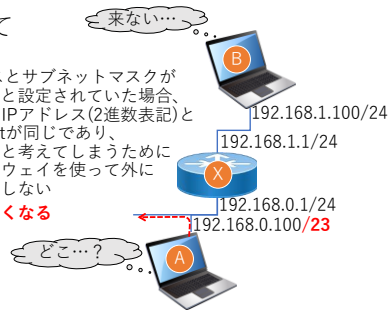 て
来ない…
スとサブネットマスクが
と設定されていた場合、
IPアドレス(2進数表記)と
tが同じであり、
と考えてしまうために
ウェイを使って外に
しない
くなる
B
192.168.1.100/24
192.168.1.1/24
X
192.168.0.1/24
192.168.0.100/23
どこ…？
A